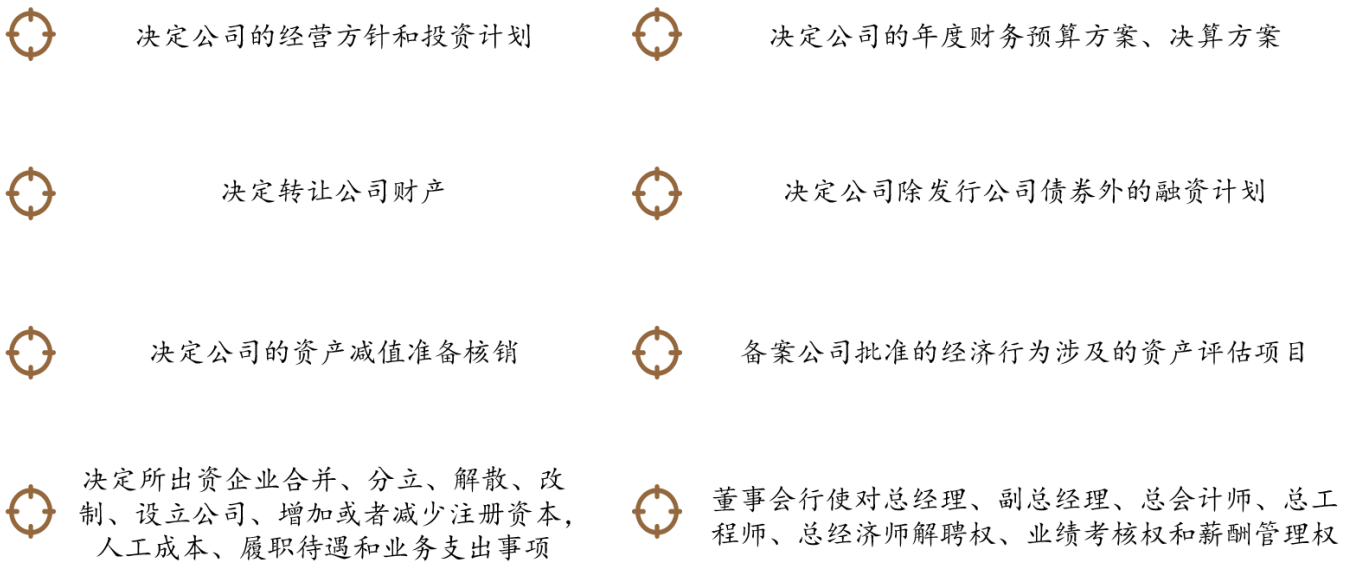 决定公司的经营方针和投资计划
决定公司的年度财务预算方案、决算方案
决定转让公司财产
决定公司除发行公司债券外的融资计划
决定公司的资产减值准备核销
备案公司批准的经济行为涉及的资产评估项目
决定所出资企业合并、分立、解散、改
制、设立公司、增加或者减少注册资本，
人工成本、履职待遇和业务支出事项
董事会行使对总经理、副总经理、总会计师、总工
程师、总经济师解聘权、业绩考核权和薪酬管理权